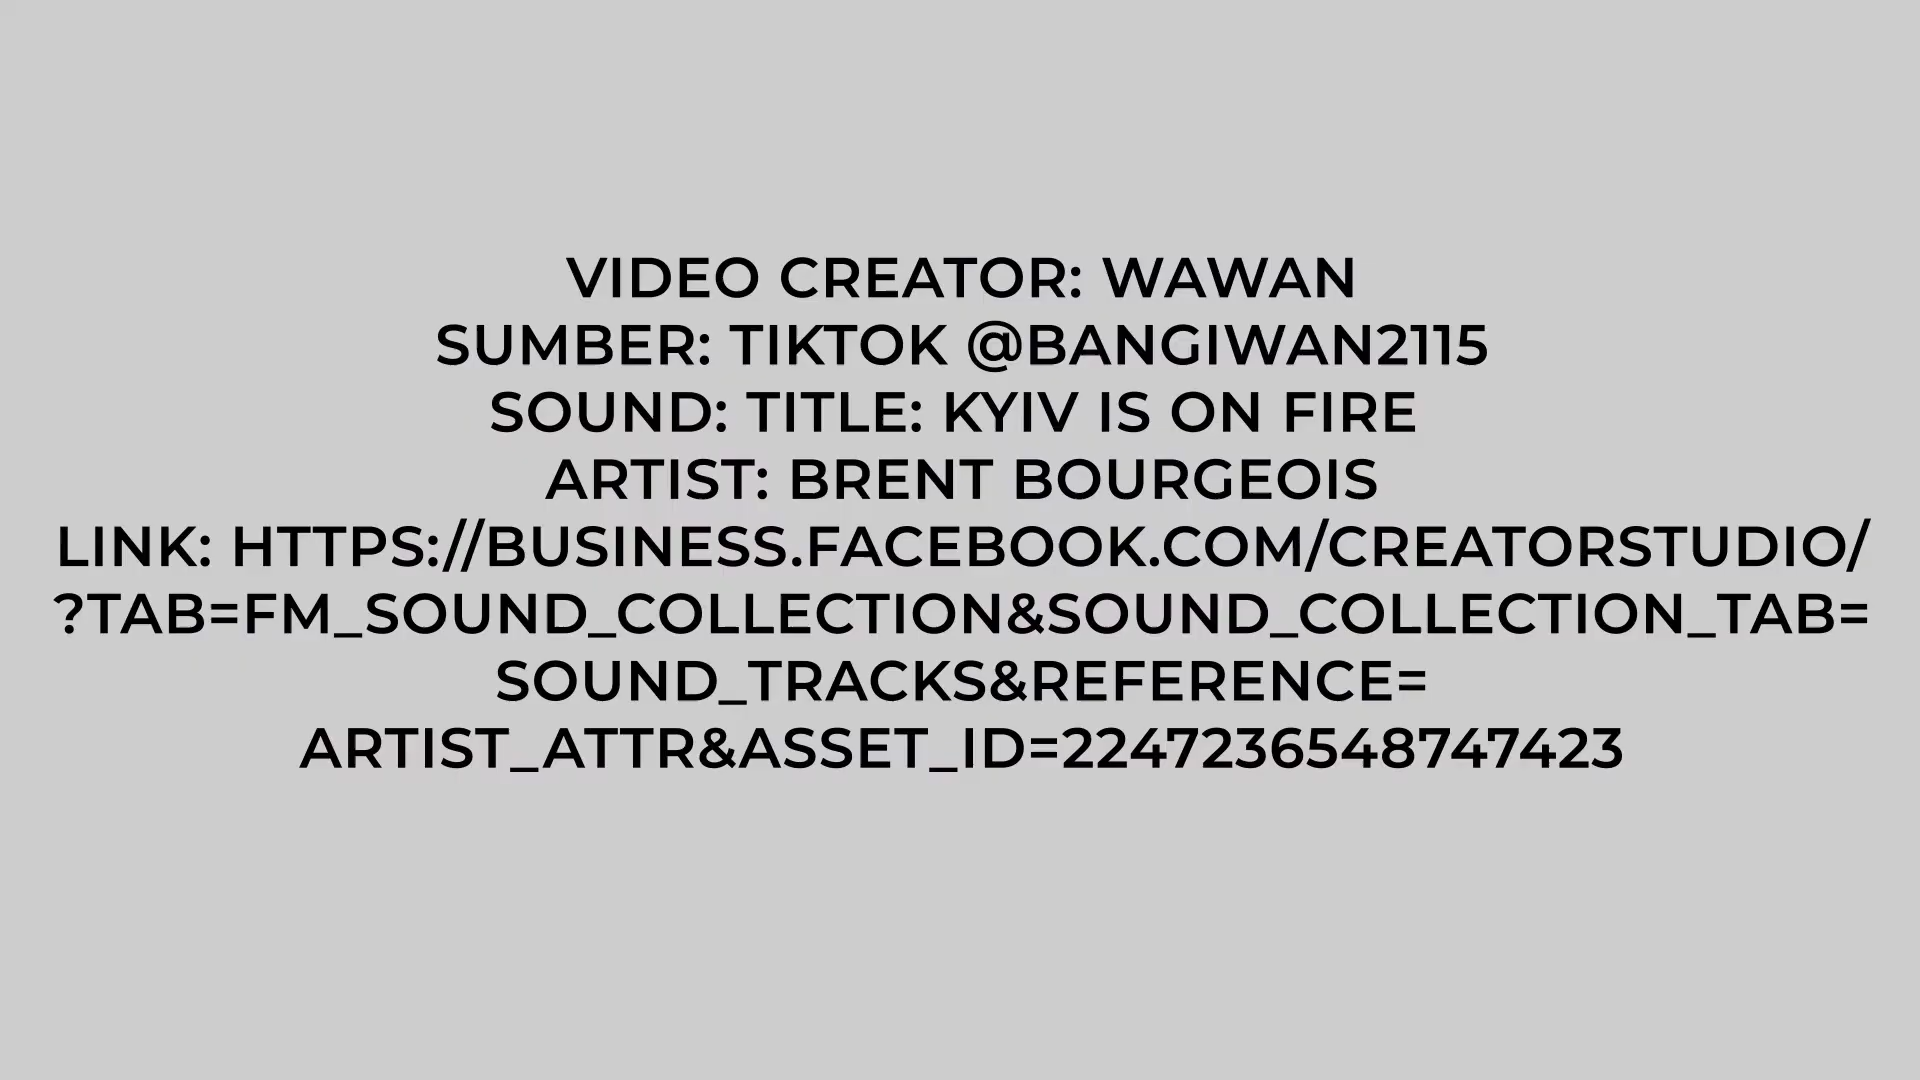 VIDEO CREATOR: WAWAN
SUMBER: TIKTOK @BANGIWAN2115
SOUND: TITLE: KYIV IS ON FIRE
ARTIST: BRENT BOURGEOIS
LINK: HTTPS://BUSINESS.FACEBOOK.COM/CREATORSTUDIO/
?TAB=FM_SOUND_COLLECTION&SOUND_COLLECTION_TAB=
SOUND_TRACKS&REFERENCE=
ARTIST_ATTR&ASSET_ID=2247236548747423